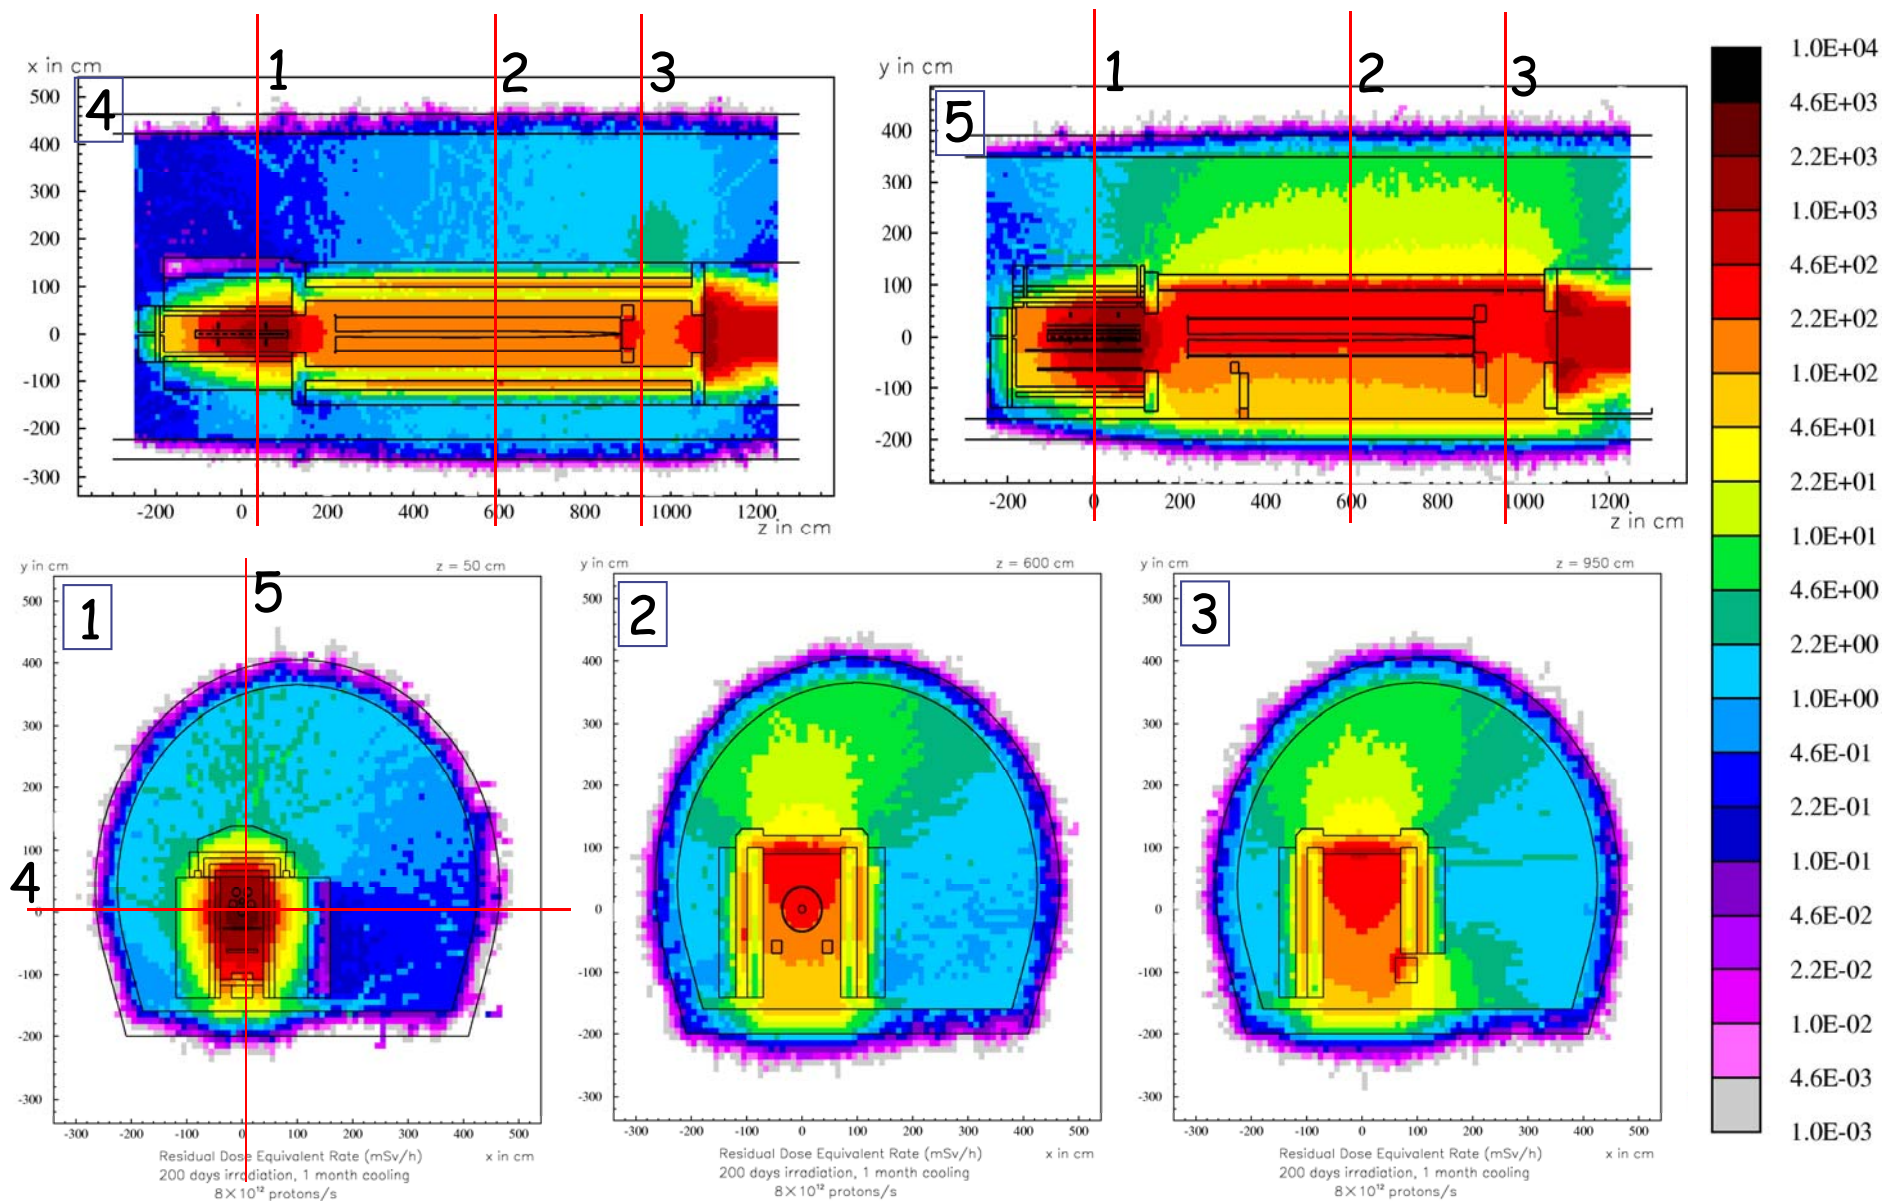 x in cm
4
1
2
3
500
400
300
200
100
0
-100
-200
-300
-200
0
200
400
600
800
1000
1200
z in cm
y in cm
5
1
2
3
400
300
200
100
0
-100
-200
-200
0
200
400
600
800
1000
1200
z in cm
1.0E+04
4.6E+03
2.2E+03
1.0E+03
4.6E+02
2.2E+02
1.0E+02
4.6E+01
2.2E+01
1.0E+01
4.6E+00
2.2E+00
1.0E+00
4.6E-01
2.2E-01
1.0E-01
4.6E-02
2.2E-02
1.0E-02
4.6E-03
1.0E-03
y in cm
z = 50 cm
1
5
4
500
400
300
200
100
0
-100
-200
-300
-300
-200
-100
0
100
200
300
400
500
Residual Dose Equivalent Rate (mSv/h)
x in cm
200 days irradiation, 1 month cooling
8×10¹² protons/s
y in cm
z = 600 cm
2
500
400
300
200
100
0
-100
-200
-300
-300
-200
-100
0
100
200
300
400
500
Residual Dose Equivalent Rate (mSv/h)
x in cm
200 days irradiation, 1 month cooling
8×10¹² protons/s
y in cm
z = 950 cm
3
500
400
300
200
100
0
-100
-200
-300
-300
-200
-100
0
100
200
300
400
500
Residual Dose Equivalent Rate (mSv/h)
x in cm
200 days irradiation, 1 month cooling
8×10¹² protons/s